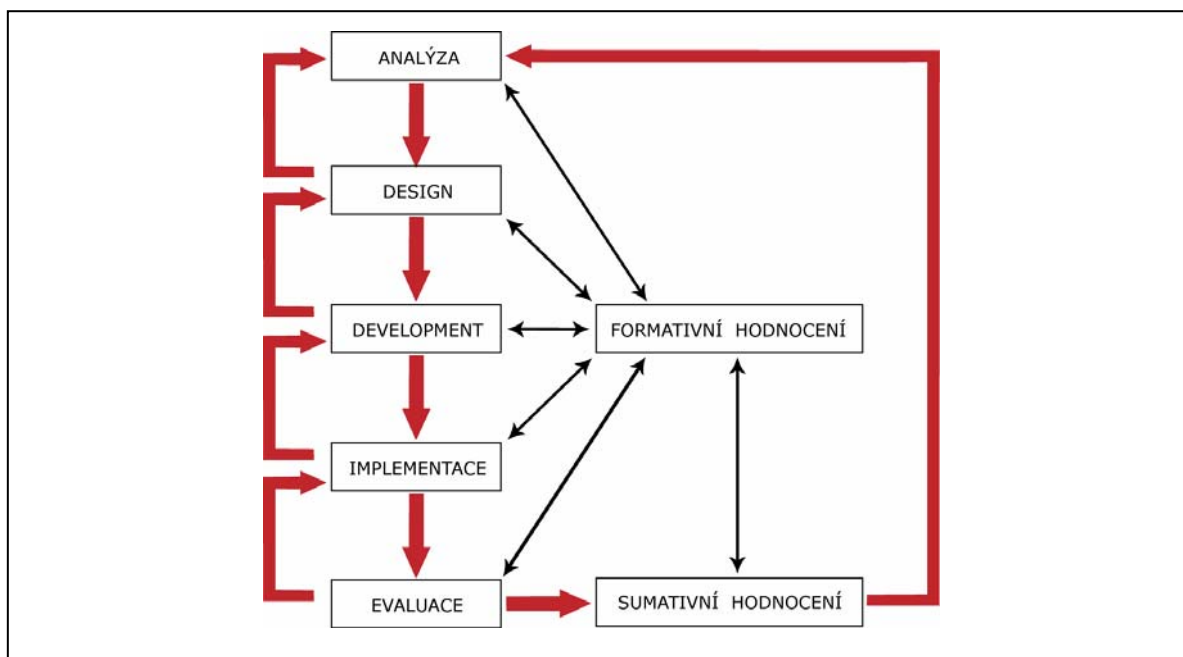 ANALÝZA
DESIGN
DEVELOPMENT
FORMATIVNÍ HODNOCENÍ
IMPLEMENTACE
EVALUACE
SUMATIVNÍ HODNOCENÍ